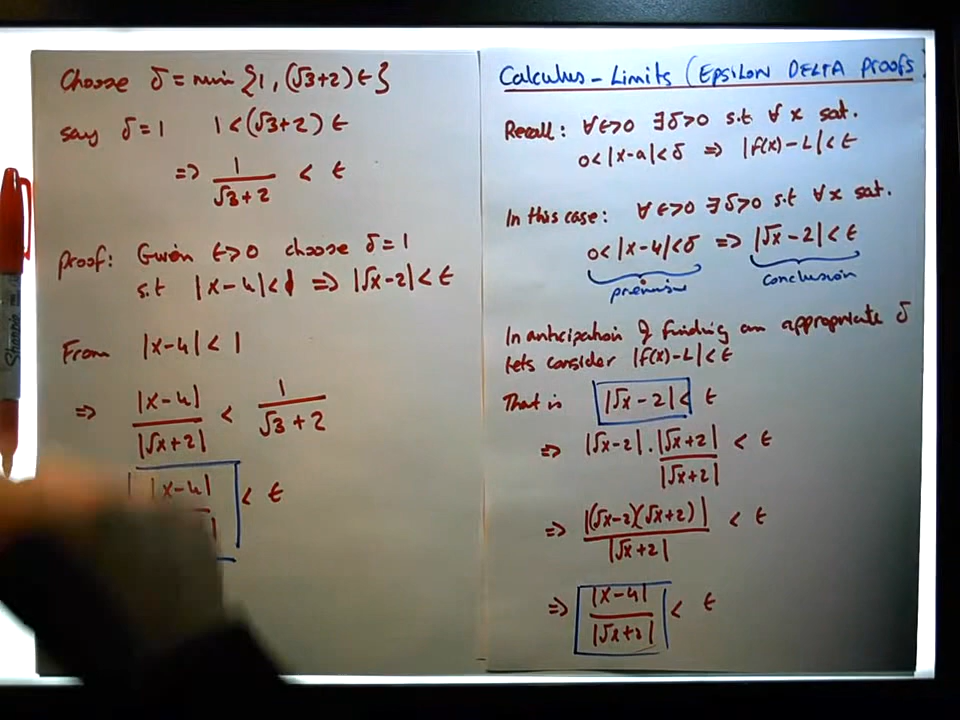 Calculus - Limits (EPSILON DELTA PROOFS
Recall: ∀ε>0 ∃δ>0 s.t ∀ x sat.
0<|x-a|<δ ⇒ |f(x)-L|<ε
In this case: ∀ε>0 ∃δ>0 s.t ∀x sat.
0<|x-4|<δ ⇒ |√x-2|<ε
premise conclusion
In anticipation of finding an appropriate δ
lets consider |f(x)-L|<ε
That is |√x-2|< ε
⇒ |√x-2|.|√x+2|/|√x+2| < ε
⇒ |(√x-2)(√x+2)|/|√x+2| < ε
⇒ |x-4|/|√x+2| < ε
Choose δ=min{1,(√3+2)ε}
say δ=1 1<(√3+2)ε
⇒ 1/√3+2 < ε
Proof: Given ε>0 choose δ=1
s.t |x-4|<1 ⇒ |√x-2|<ε
From |x-4|<1
⇒ |x-4|/|√x+2| < 1/√3+2
|x-4| < ε
Sharpie